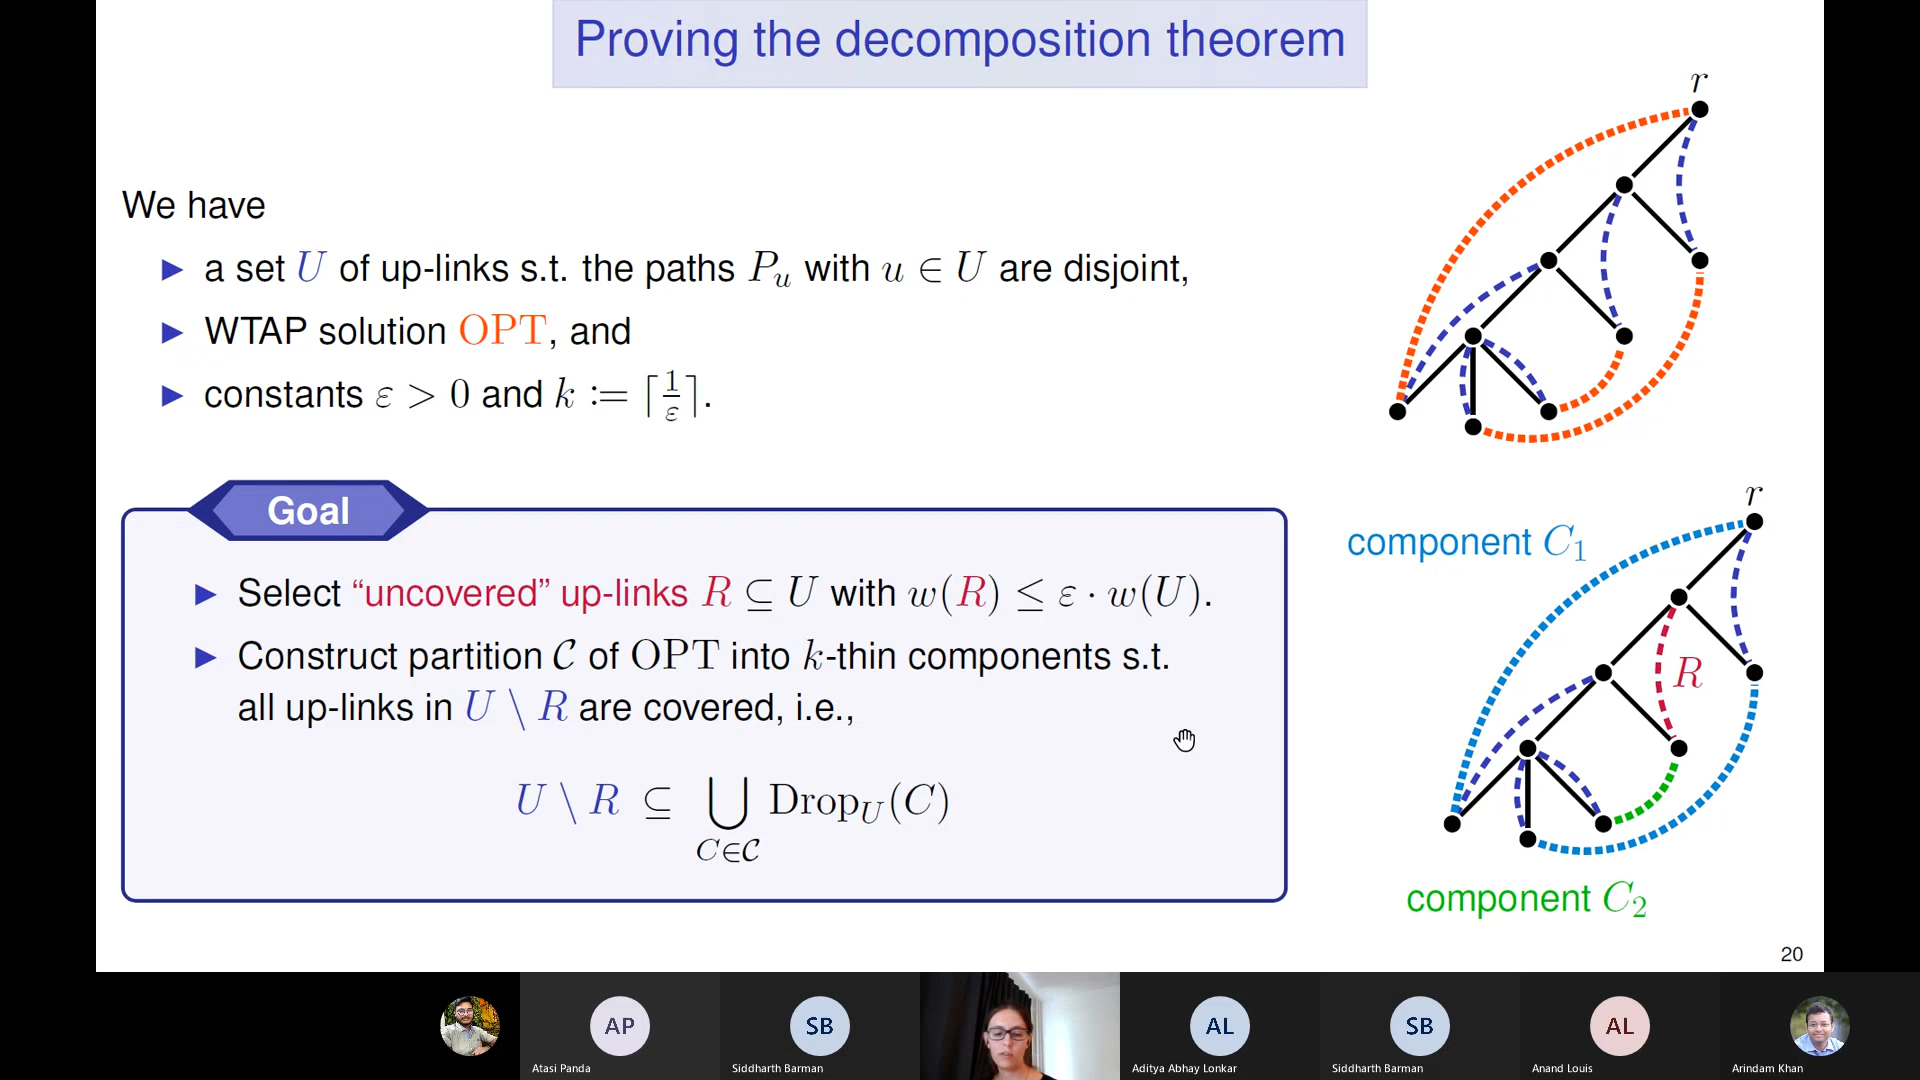 Proving the decomposition theorem
r
We have
▶ a set U of up-links s.t. the paths Pᵤ with u ∈ U are disjoint,
▶ WTAP solution OPT, and
▶ constants ε > 0 and k := ⌈1/ε⌉.
Goal
▶ Select “uncovered” up-links R ⊆ U with w(R) ≤ ε · w(U).
▶ Construct partition 𝒞 of OPT into k-thin components s.t.
all up-links in U \ R are covered, i.e.,
U \ R ⊆ ⋃ Drop_U(C)
C∈𝒞
r
component C₁
R
component C₂
20
AP
SB
AL
SB
AL
Atasi Panda
Siddharth Barman
Aditya Abhay Lonkar
Siddharth Barman
Anand Louis
Arindam Khan